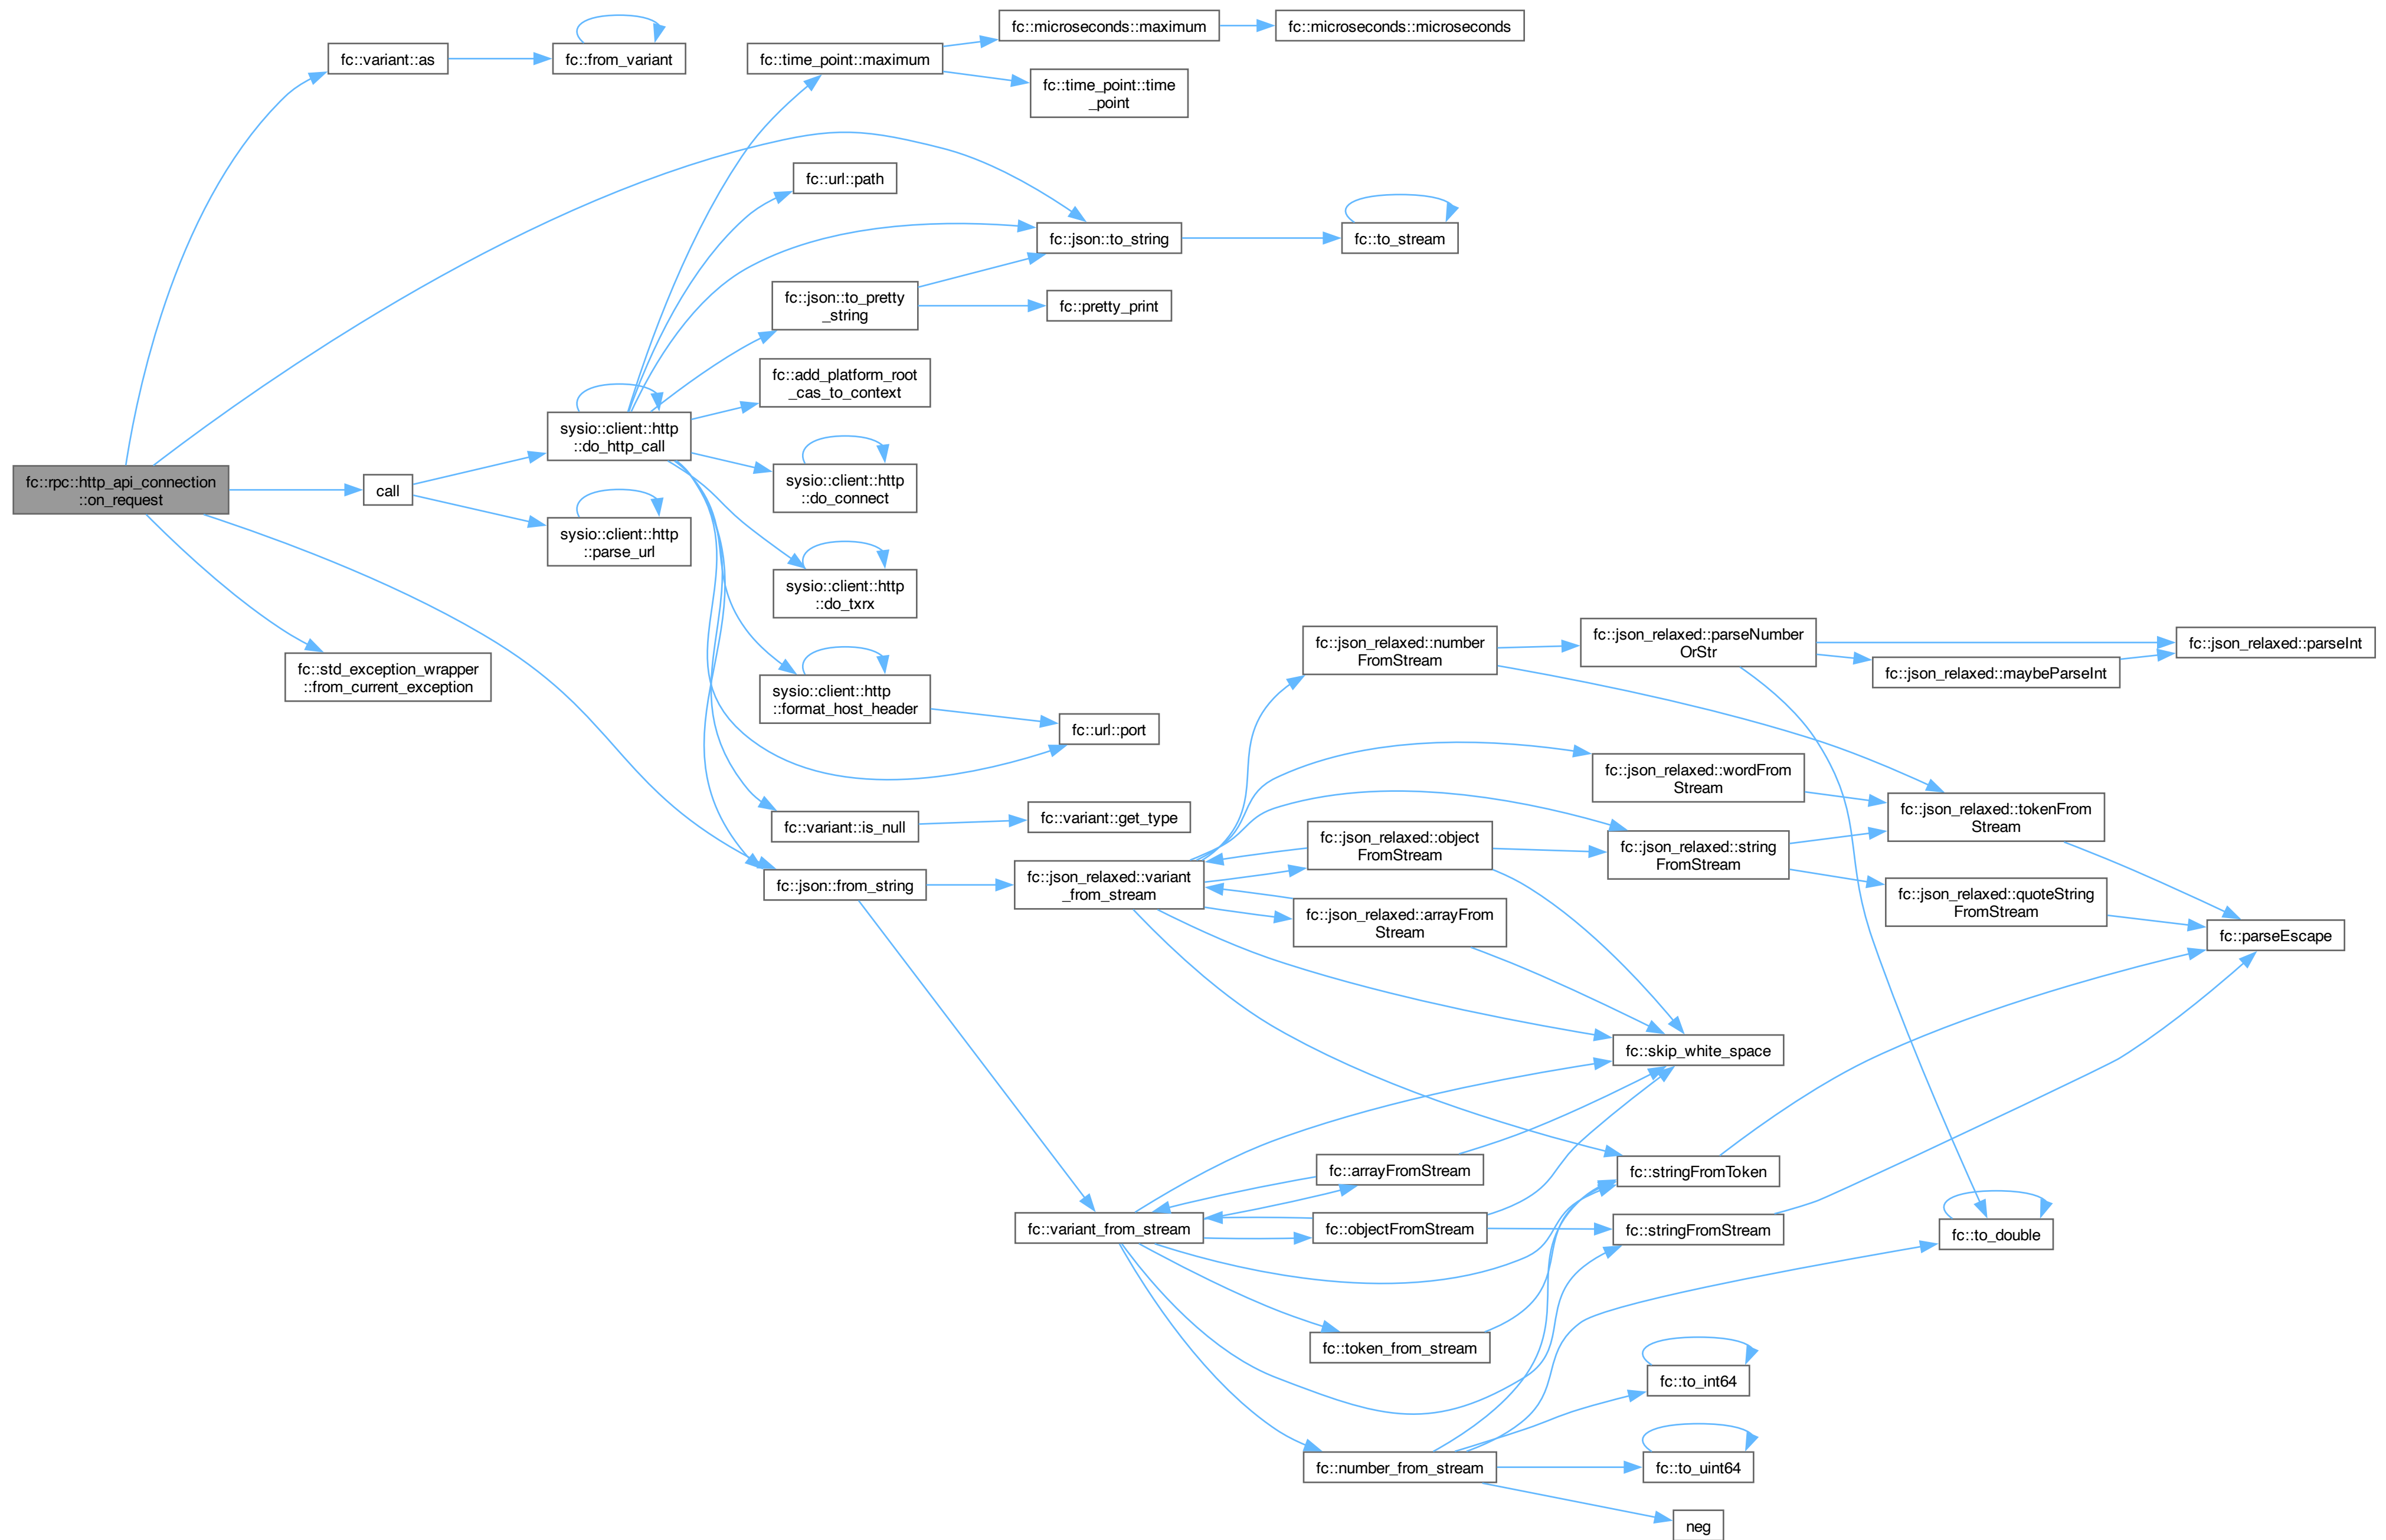 fc::rpc::http_api_connection
::on_request
fc::variant::as
call
fc::std_exception_wrapper
::from_current_exception
fc::from_variant
sysio::client::http
::do_http_call
sysio::client::http
::parse_url
fc::time_point::maximum
fc::url::path
fc::json::to_pretty
_string
fc::add_platform_root
_cas_to_context
sysio::client::http
::do_connect
sysio::client::http
::do_txrx
sysio::client::http
::format_host_header
fc::variant::is_null
fc::json::from_string
fc::microseconds::maximum
fc::time_point::time
_point
fc::json::to_string
fc::pretty_print
fc::url::port
fc::variant::get_type
fc::json_relaxed::variant
_from_stream
fc::variant_from_stream
fc::microseconds::microseconds
fc::to_stream
fc::json_relaxed::number
FromStream
fc::json_relaxed::object
FromStream
fc::json_relaxed::arrayFrom
Stream
fc::arrayFromStream
fc::objectFromStream
fc::token_from_stream
fc::number_from_stream
fc::json_relaxed::parseNumber
OrStr
fc::json_relaxed::wordFrom
Stream
fc::json_relaxed::string
FromStream
fc::skip_white_space
fc::stringFromToken
fc::stringFromStream
fc::to_int64
fc::to_uint64
neg
fc::json_relaxed::maybeParseInt
fc::json_relaxed::tokenFrom
Stream
fc::json_relaxed::quoteString
FromStream
fc::to_double
fc::json_relaxed::parseInt
fc::parseEscape